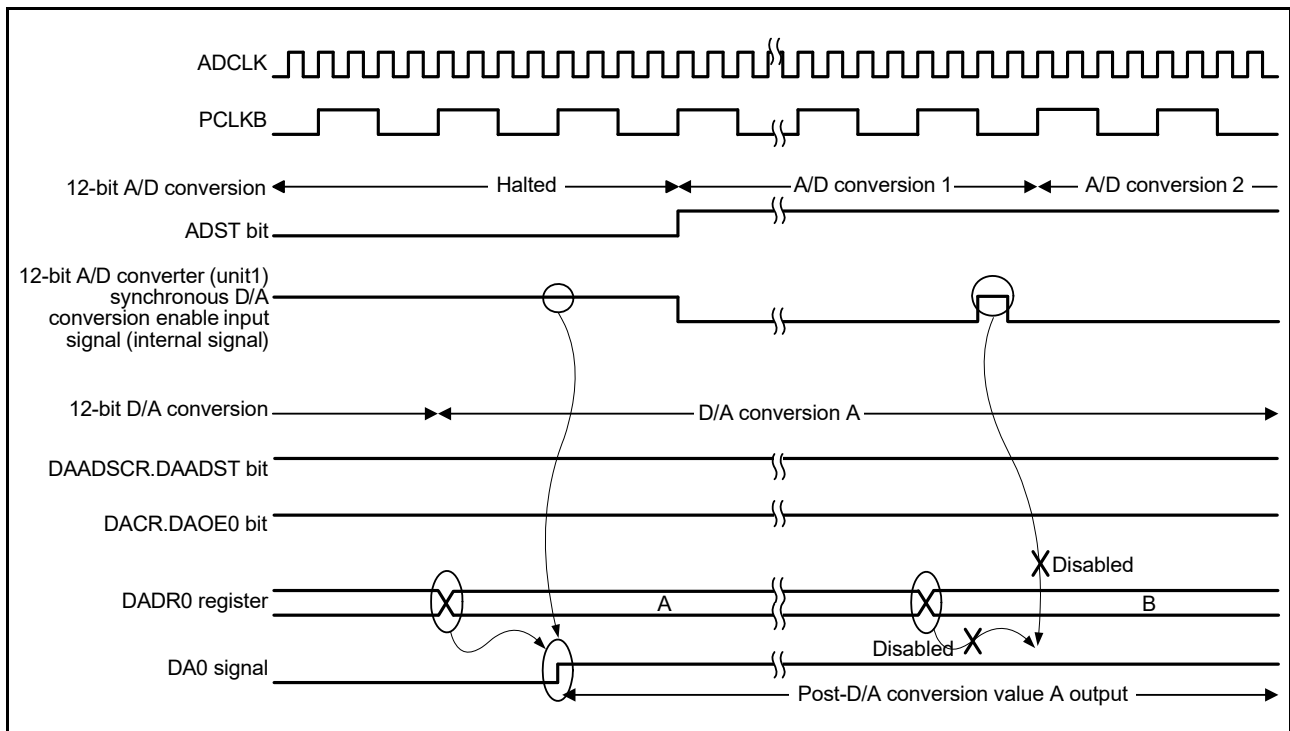 ADCLK
PCLKB
12-bit A/D conversion
Halted
A/D conversion 1
A/D conversion 2
ADST bit
12-bit A/D converter (unit1)
synchronous D/A
conversion enable input
signal (internal signal)
12-bit D/A conversion
D/A conversion A
DAADSCR.DAADST bit
DACR.DAOE0 bit
Disabled
DADR0 register
A
B
Disabled
DA0 signal
Post-D/A conversion value A output